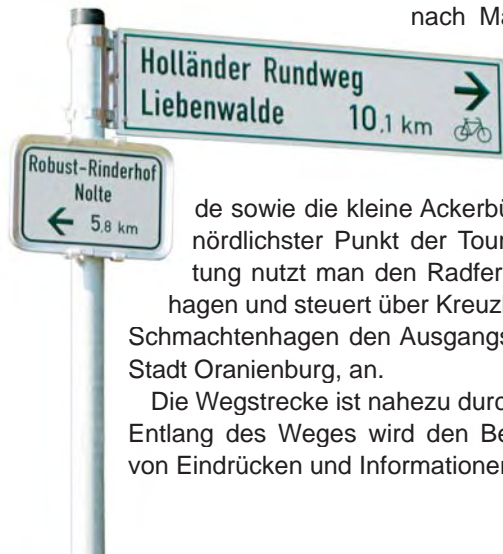 nach Ma
Holländer Rundweg
Liebenwalde 10,1 km
Robust-Rinderhof
Nolte
5,8 km
de sowie die kleine Ackerbü
nördlichster Punkt der Tour
tung nutzt man den Radfer
hagen und steuert über Kreuz
Schmachtenhagen den Ausgangs
Stadt Oranienburg, an.
Die Wegstrecke ist nahezu durc
Entlang des Weges wird den Be
von Eindrücken und Informationen